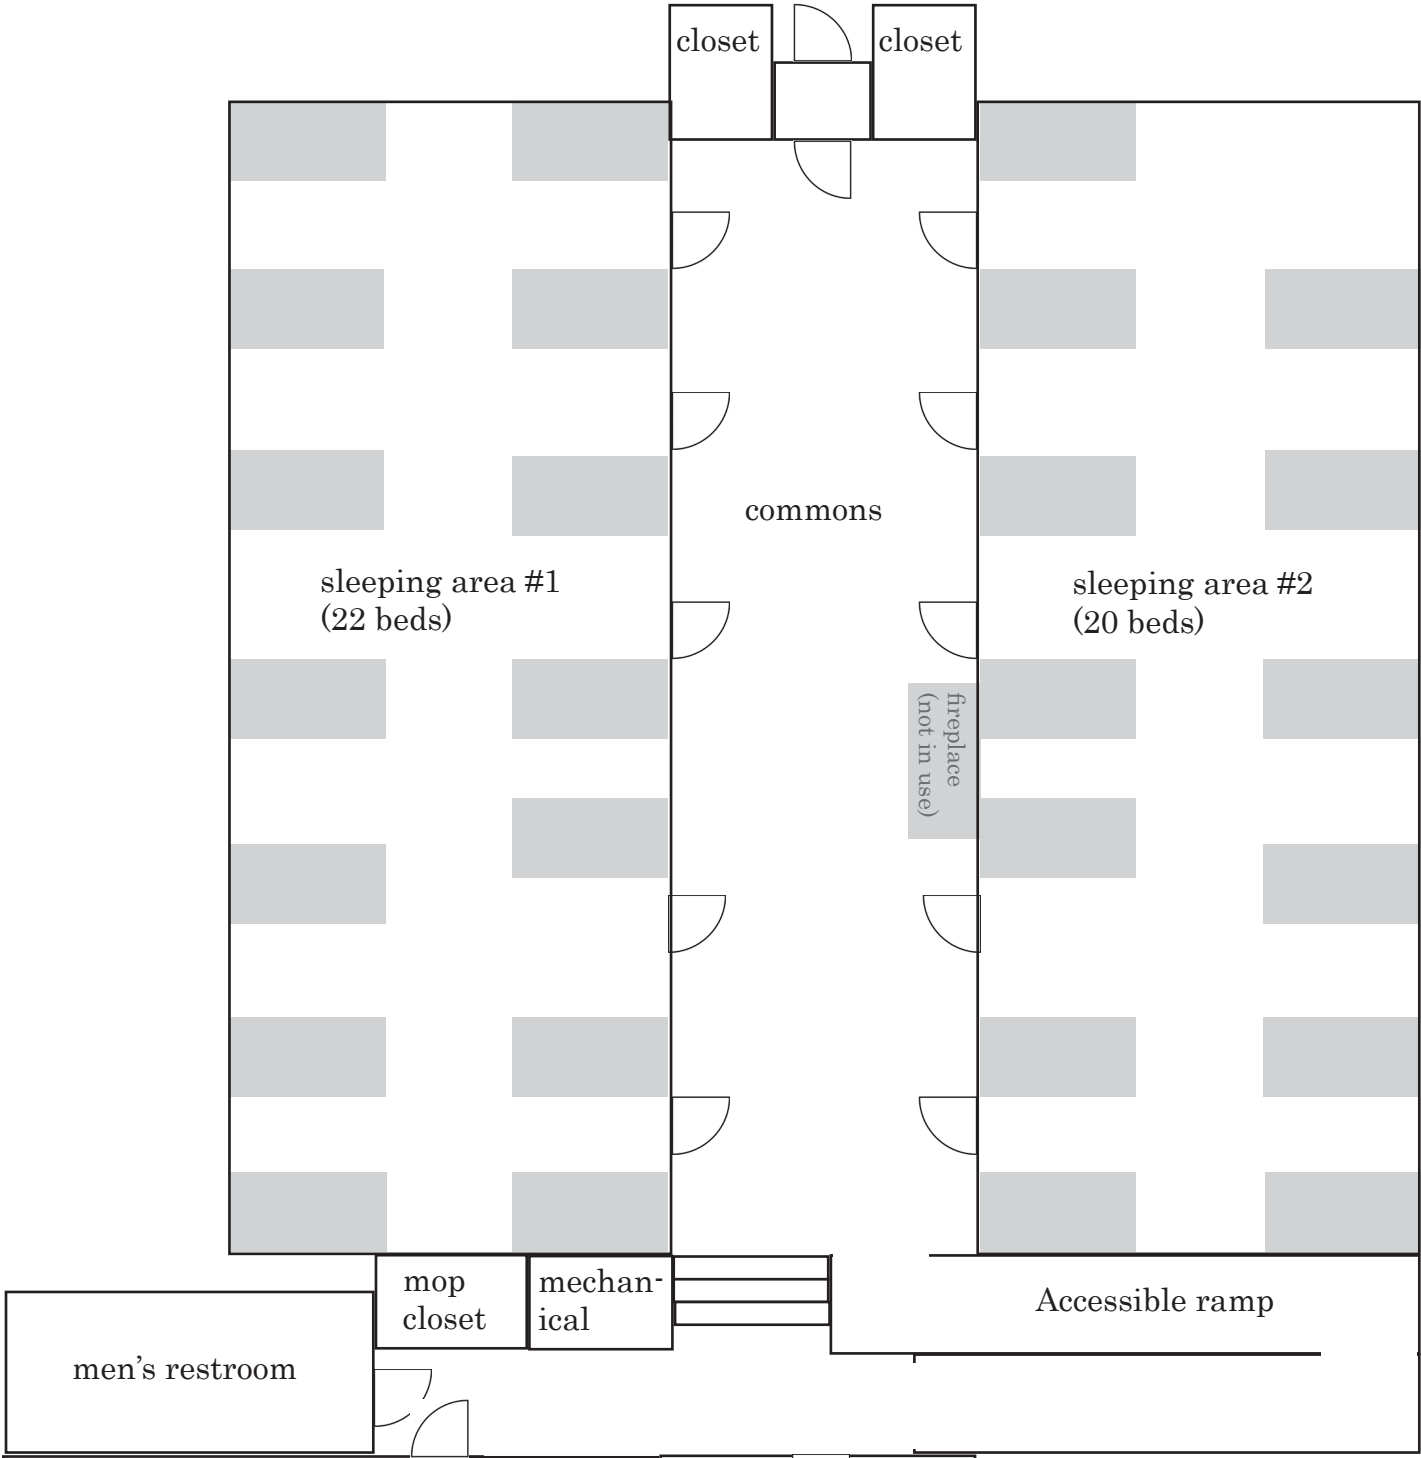 closet
closet
commons
sleeping area #1
(22 beds)
sleeping area #2
(20 beds)
fireplace
(not in use)
mop
closet
mechan-
ical
Accessible ramp
men’s restroom